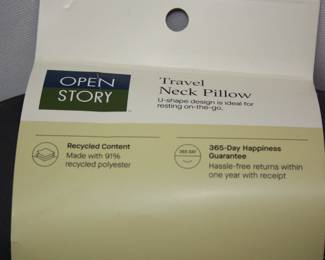 OPEN
STORY
Travel
Neck Pillow
U-shape design is ideal for
resting on-the-go.
Recycled Content
Made with 91%
recycled polyester
365-DAY
365-Day Happiness
Guarantee
Hassle-free returns within
one year with receipt